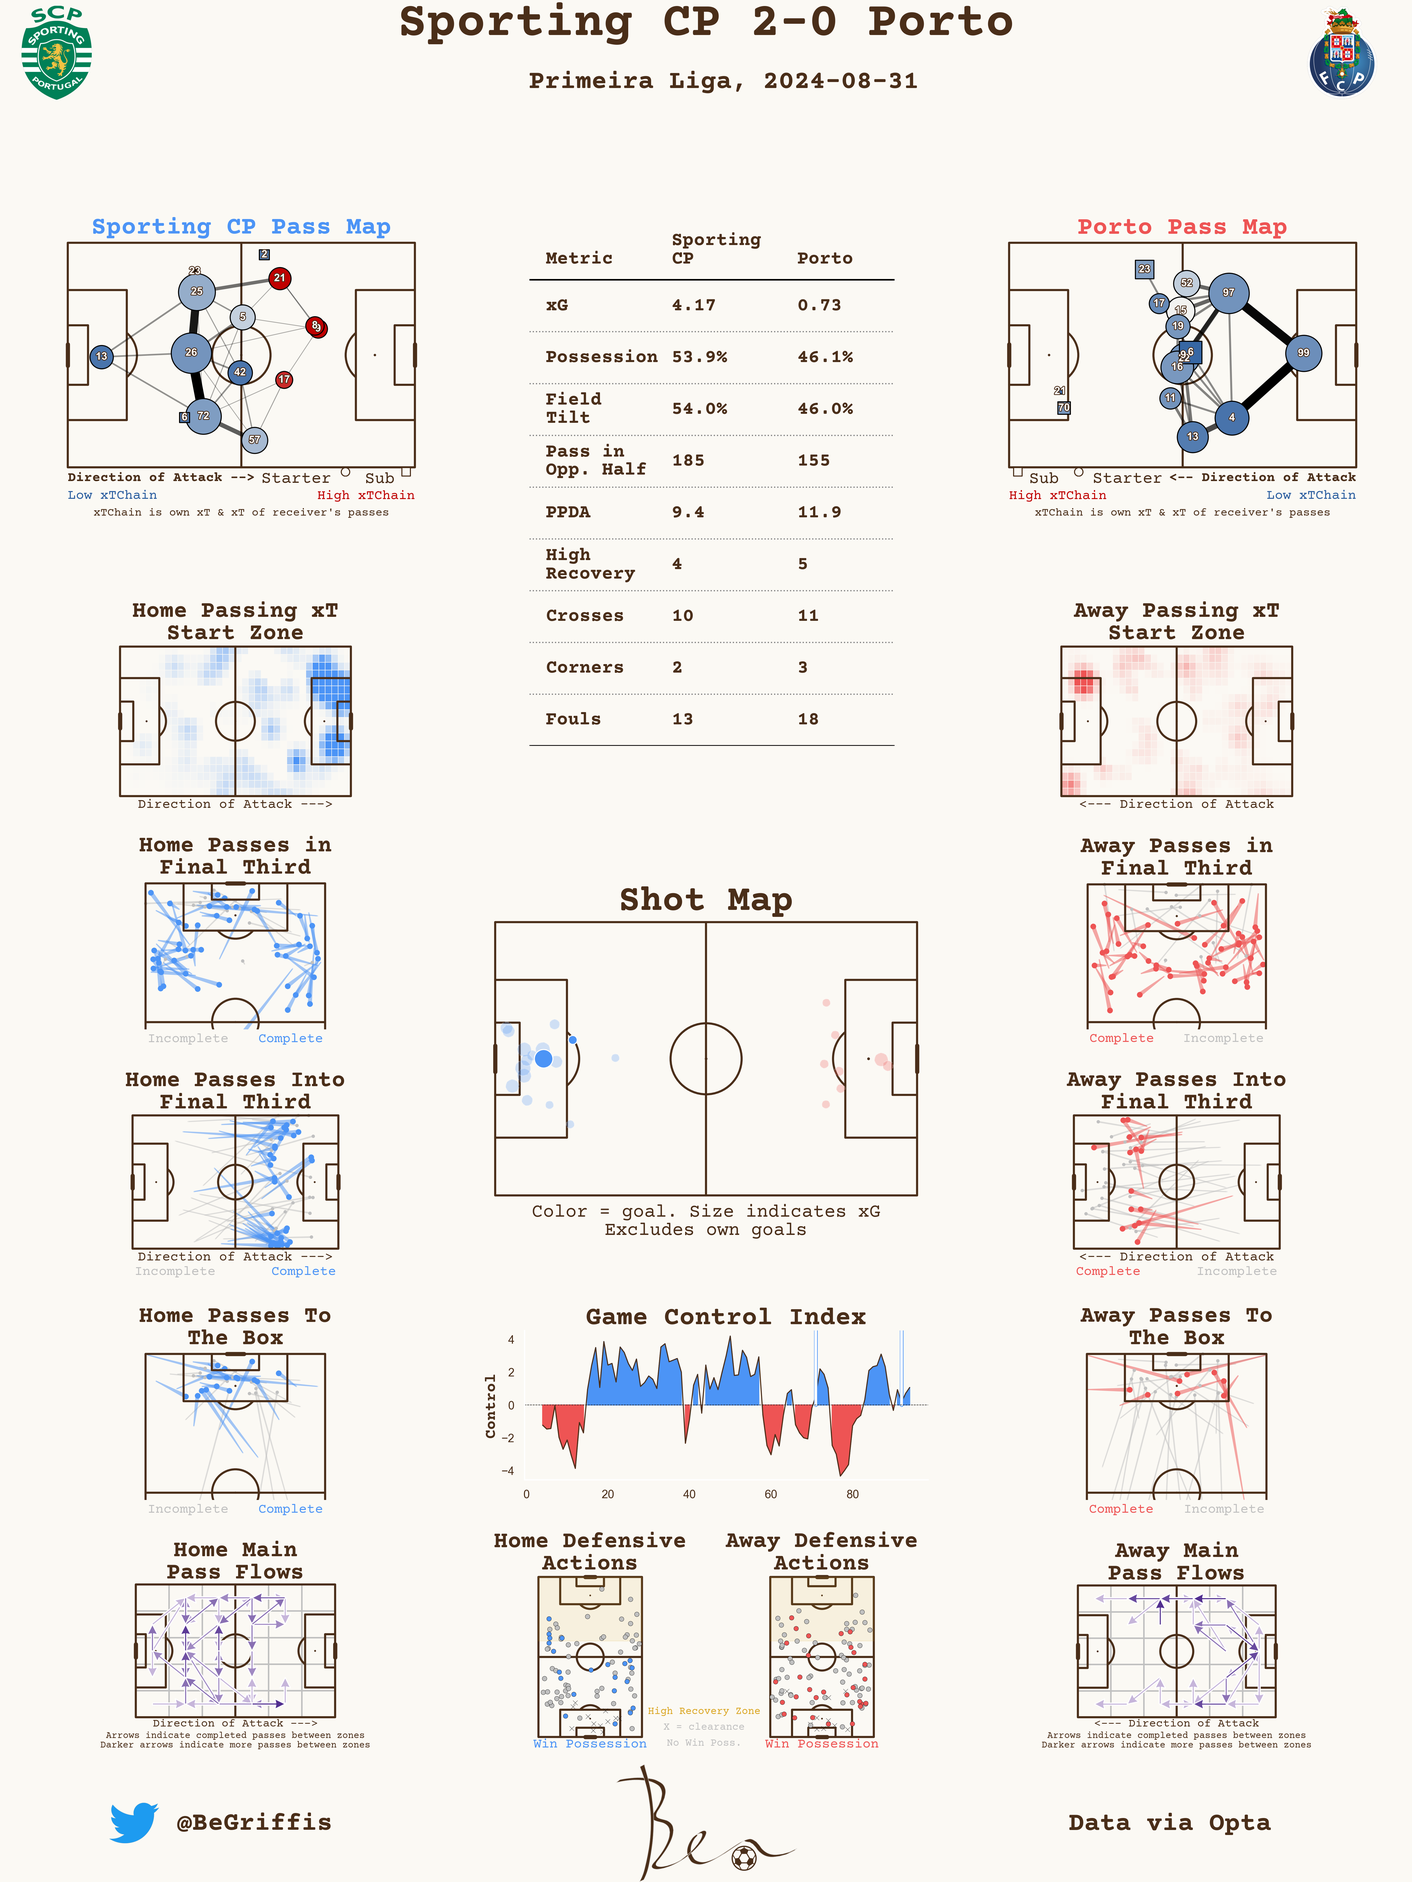 Sporting CP 2-0 Porto
Primeira Liga, 2024-08-31
SCP
SPORTING
PORTUGAL
FCP
Sporting CP Pass Map
23
25
2
21
5
8
9
13
26
42
17
6
72
57
Direction of Attack --> Starter Sub
Low xTChain High xTChain
xTChain is own xT & xT of receiver's passes
Metric Sporting CP Porto
xG 4.17 0.73
Possession 53.9% 46.1%
Field Tilt 54.0% 46.0%
Pass in Opp. Half 185 155
PPDA 9.4 11.9
High Recovery 4 5
Crosses 10 11
Corners 2 3
Fouls 13 18
Porto Pass Map
23
52
97
17
15
19
6
9
22
99
16
21
11
70
4
13
Sub Starter <-- Direction of Attack
High xTChain Low xTChain
xTChain is own xT & xT of receiver's passes
Home Passing xT
Start Zone
Direction of Attack --->
Away Passing xT
Start Zone
<--- Direction of Attack
Home Passes in
Final Third
Incomplete Complete
Away Passes in
Final Third
Complete Incomplete
Shot Map
Color = goal. Size indicates xG
Excludes own goals
Home Passes Into
Final Third
Direction of Attack --->
Incomplete Complete
Away Passes Into
Final Third
<--- Direction of Attack
Complete Incomplete
Home Passes To
The Box
Incomplete Complete
Game Control Index
Control
4
2
0
−2
−4
0 20 40 60 80
Away Passes To
The Box
Complete Incomplete
Home Main
Pass Flows
Direction of Attack --->
Arrows indicate completed passes between zones
Darker arrows indicate more passes between zones
Home Defensive
Actions
Win Possession
Away Defensive
Actions
Win Possession
High Recovery Zone
X = clearance
No Win Poss.
Away Main
Pass Flows
<--- Direction of Attack
Arrows indicate completed passes between zones
Darker arrows indicate more passes between zones
@BeGriffis
Ben
Data via Opta